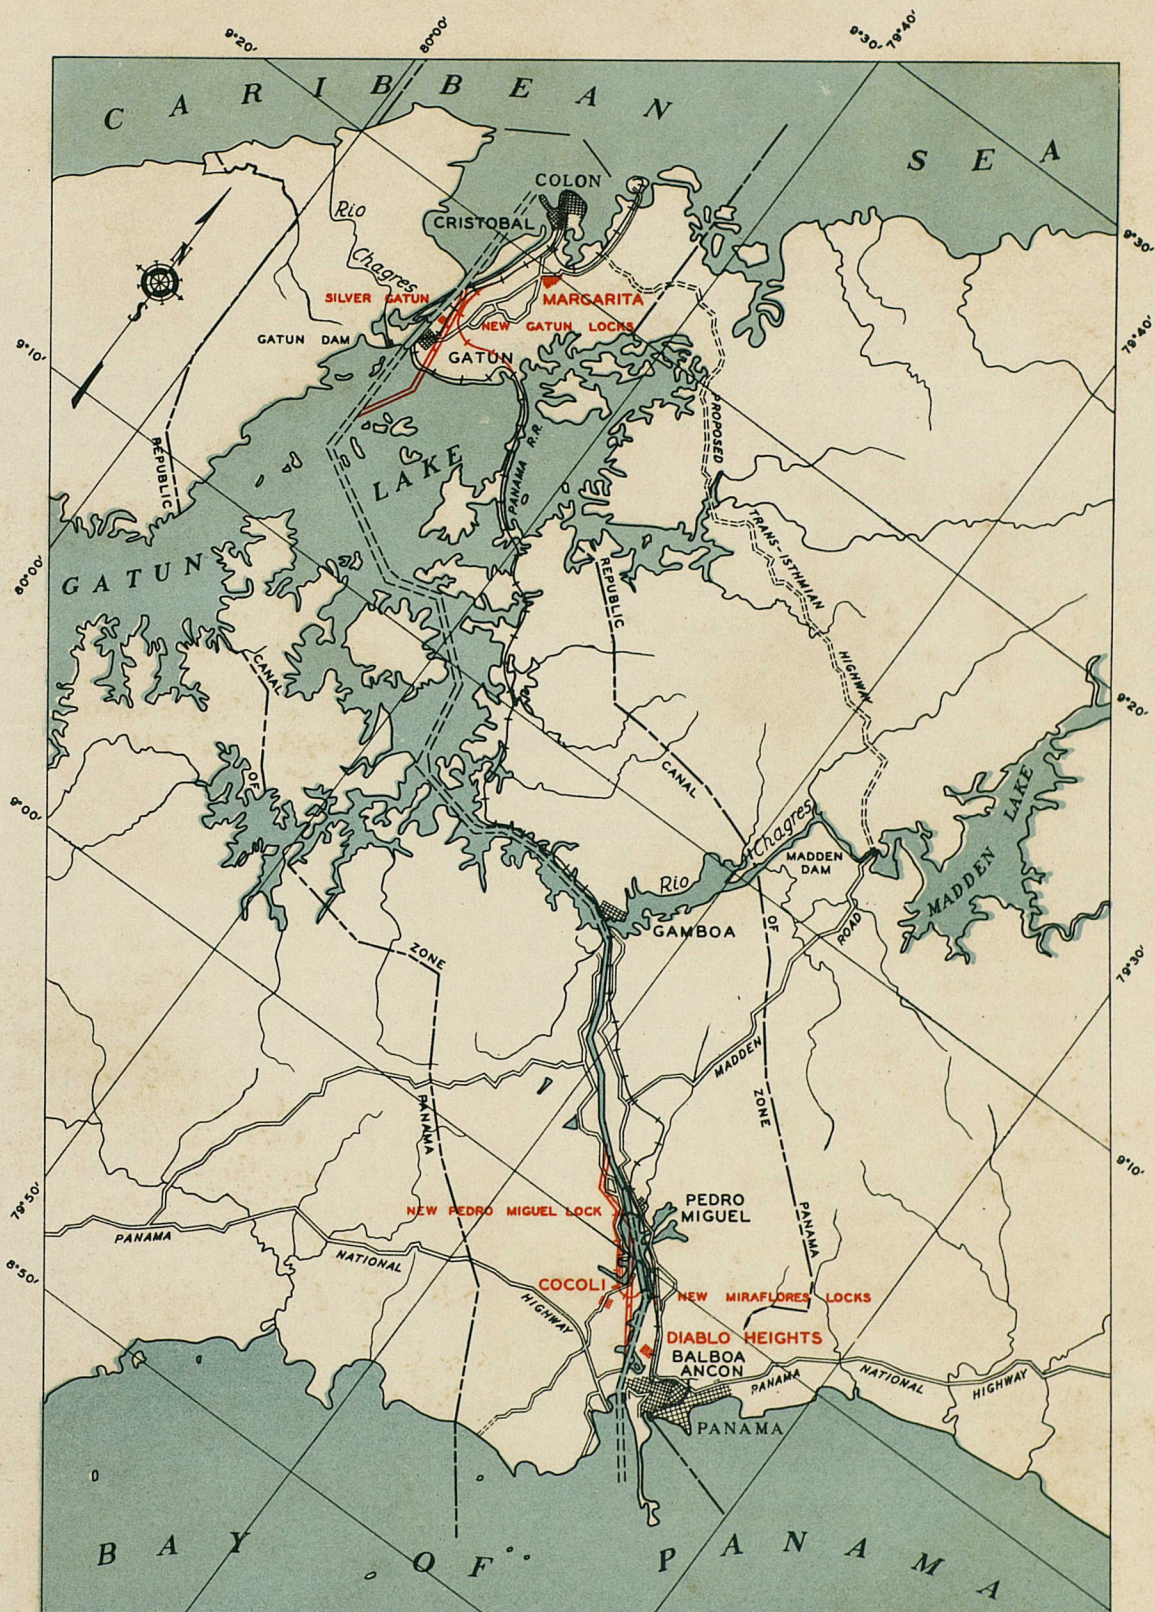 9°20'
80°00'
9°30'
79°40'
CARIBBEAN
SEA
COLON
CRISTOBAL
Rio
Chagres
N
S
SILVER GATUN
MARGARITA
GATUN DAM
NEW GATUN LOCKS
GATUN
9°30'
79°40'
9°10'
LAKE
PANAMA R.R.
PROPOSED
REPUBLIC
TRANS-ISTHMIAN
HIGHWAY
GATUN
REPUBLIC
80°00'
CANAL
OF
CANAL
9°20'
9°00'
LAKE
MADDEN
Chagres
Rio
MADDEN
DAM
GAMBOA
OF
ROAD
ZONE
79°30'
MADDEN
ZONE
PANAMA
9°10'
79°50'
NEW PEDRO MIGUEL LOCK
PEDRO
MIGUEL
PANAMA
PANAMA
NATIONAL
HIGHWAY
8°50'
COCOLI
NEW MIRAFLORES LOCKS
DIABLO HEIGHTS
BALBOA
ANCON
PANAMA
NATIONAL
HIGHWAY
PANAMA
BAY OF PANAMA